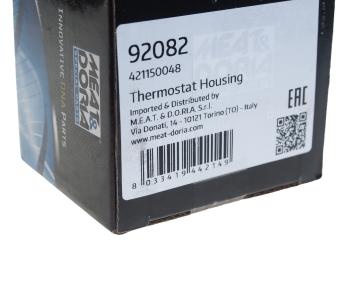 INNOVATIVE DNA PARTS
MEAT &
DORIA
92082
421150048
Thermostat Housing
Imported & Distributed by
M.E.A.T. & D.O.RI.A. S.r.l.
Via Donati, 14 - 10121 Torino (TO) - Italy
www.meat-doria.com
EAC
8 033419 442149